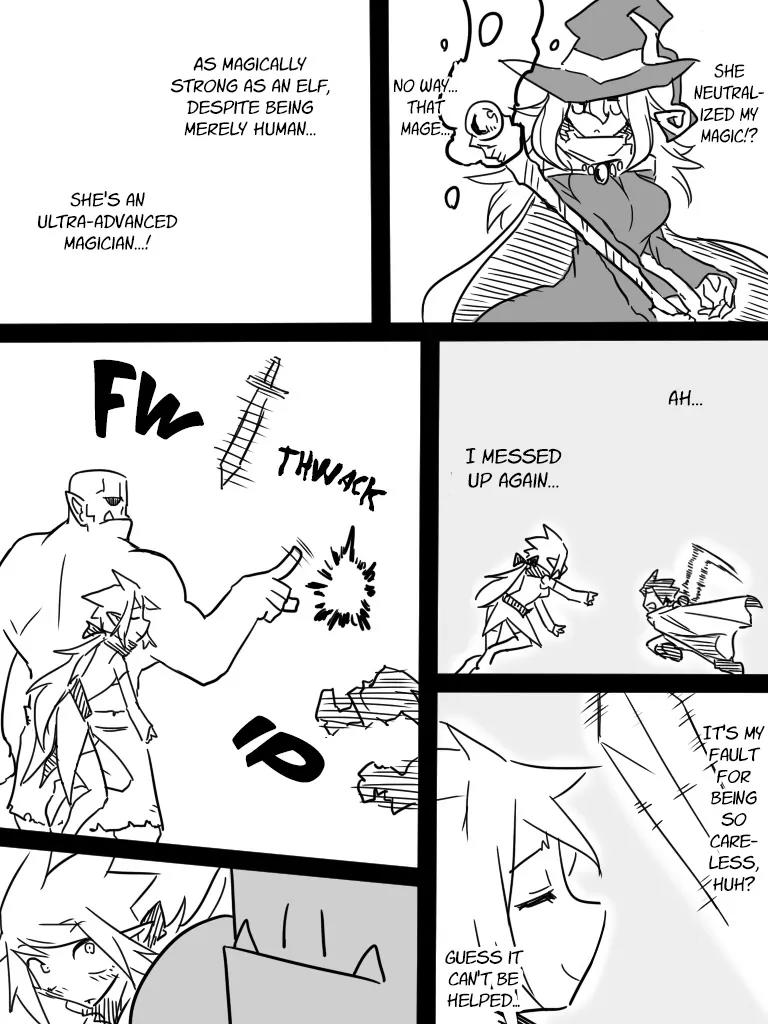 SHE
NEUTRAL-
IZED MY
MAGIC!?
NO WAY...
THAT
MAGE...
AS MAGICALLY
STRONG AS AN ELF,
DESPITE BEING
MERELY HUMAN...
SHE'S AN
ULTRA-ADVANCED
MAGICIAN...!
AH...
I MESSED
UP AGAIN...
IT'S MY
FAULT
FOR
BEING
SO
CARE-
LESS,
HUH?
GUESS IT
CAN'T BE
HELPED...
FW
IP
THWACK